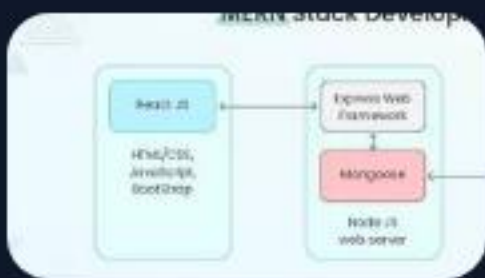 MERN Stack Develop
React JS
HTML/CSS,
JavaScript,
BootStrap
Express Web
Framework
Mongoose
Node JS
web server